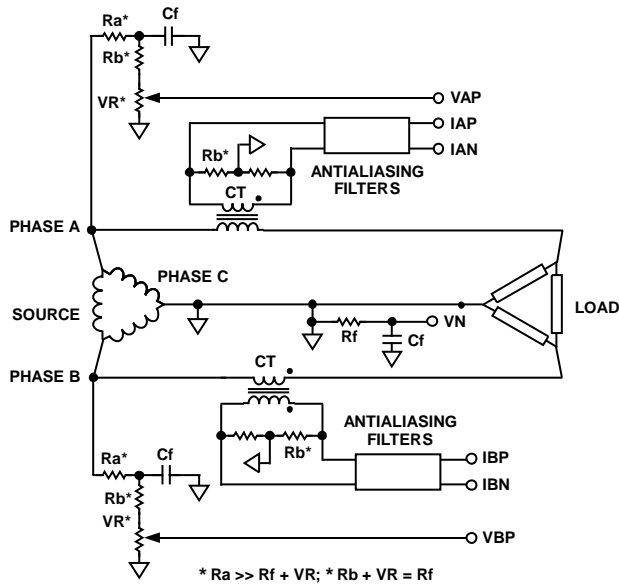 Ra*
Cf
Rb*
VR*
VAP
IAP
IAN
Rb*
ANTIALIASING
FILTERS
CT
PHASE A
PHASE C
SOURCE
LOAD
VN
Rf
Cf
PHASE B
CT
ANTIALIASING
FILTERS
Rb*
Ra*
Cf
IBP
IBN
Rb*
VR*
VBP
* Ra >> Rf + VR; * Rb + VR = Rf